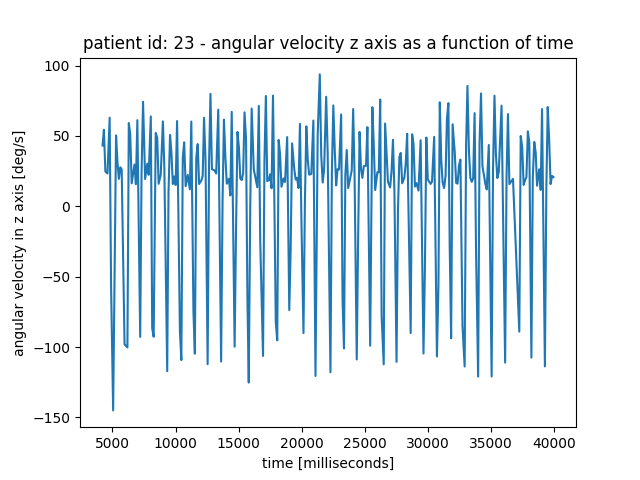 patient id: 23 - angular velocity z axis as a function of time
100
50
0
−50
−100
−150
angular velocity in z axis [deg/s]
5000 10000 15000 20000 25000 30000 35000 40000
time [milliseconds]